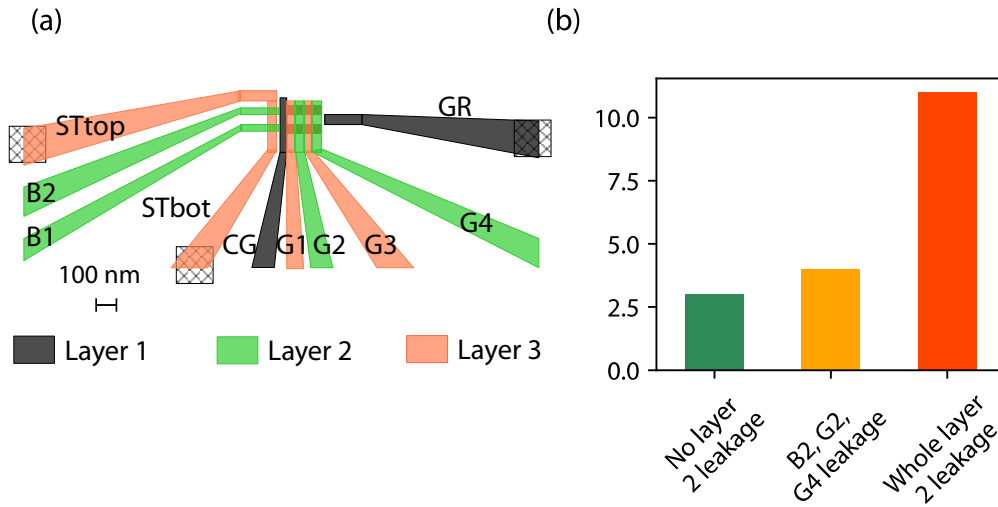 (a)
(b)
STtop
GR
B2
B1
STbot
CG
G1
G2
G3
G4
100 nm
Layer 1
Layer 2
Layer 3
10.0
7.5
5.0
2.5
0.0
No layer
2 leakage
B2, G2,
G4 leakage
Whole layer
2 leakage